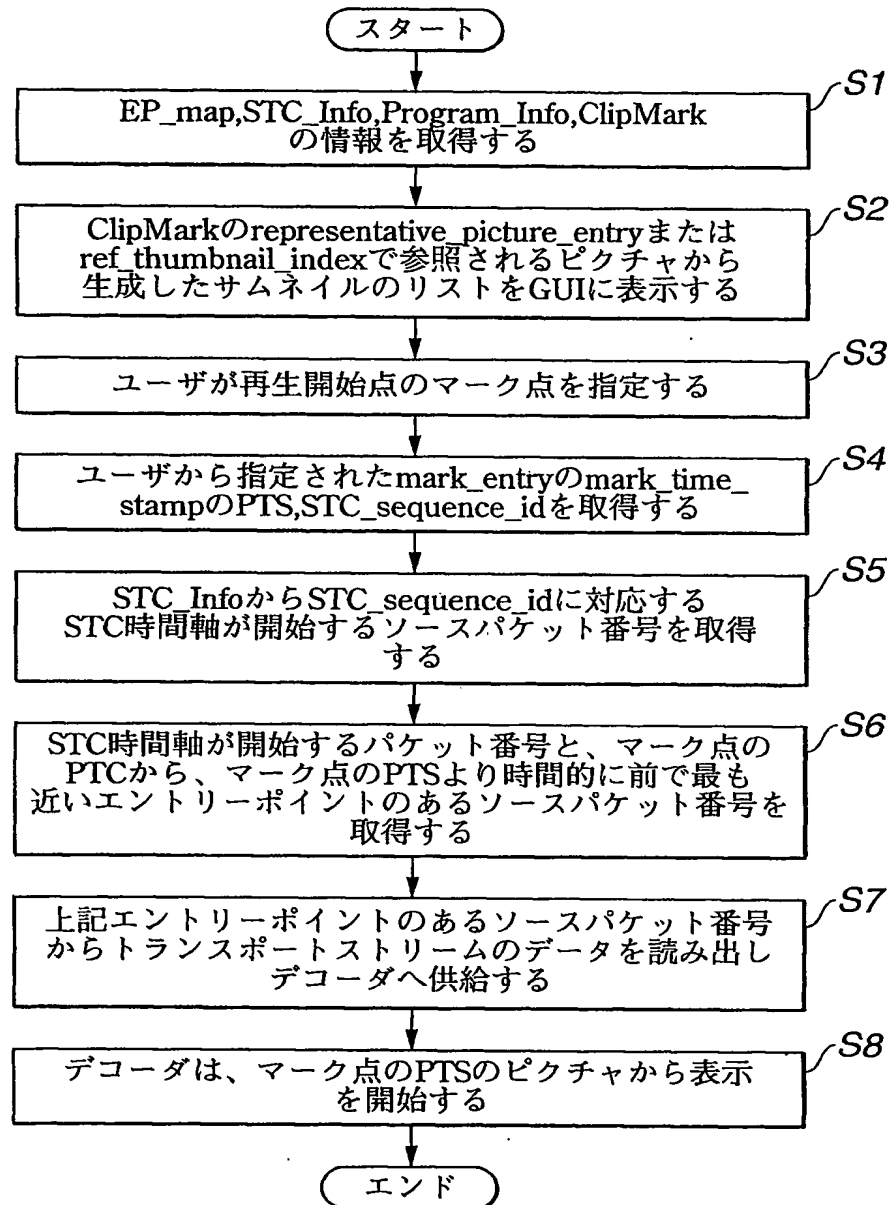 スタート
S1
EP_map,STC_Info,Program_Info,ClipMark
の情報を取得する
S2
ClipMarkのrepresentative_picture_entryまたは
ref_thumbnail_indexで参照されるピクチャから
生成したサムネイルのリストをGUIに表示する
S3
ユーザが再生開始点のマーク点を指定する
S4
ユーザから指定されたmark_entryのmark_time_
stampのPTS,STC_sequence_idを取得する
S5
STC_InfoからSTC_sequence_idに対応する
STC時間軸が開始するソースパケット番号を取得
する
S6
STC時間軸が開始するパケット番号と、マーク点の
PTCから、マーク点のPTSより時間的に前で最も
近いエントリーポイントのあるソースパケット番号を
取得する
S7
上記エントリーポイントのあるソースパケット番号
からトランスポートストリームのデータを読み出し
デコーダへ供給する
S8
デコーダは、マーク点のPTSのピクチャから表示
を開始する
エンド